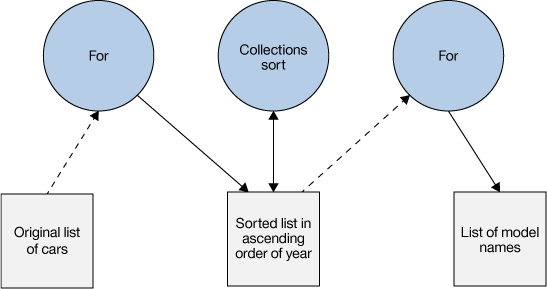 For
Collections
sort
For
Original list
of cars
Sorted list in
ascending
order of year
List of model
names